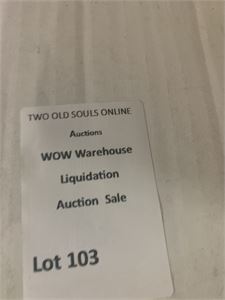 TWO OLD SOULS ONLINE
Auctions
WOW Warehouse
Liquidation
Auction Sale
Lot 103